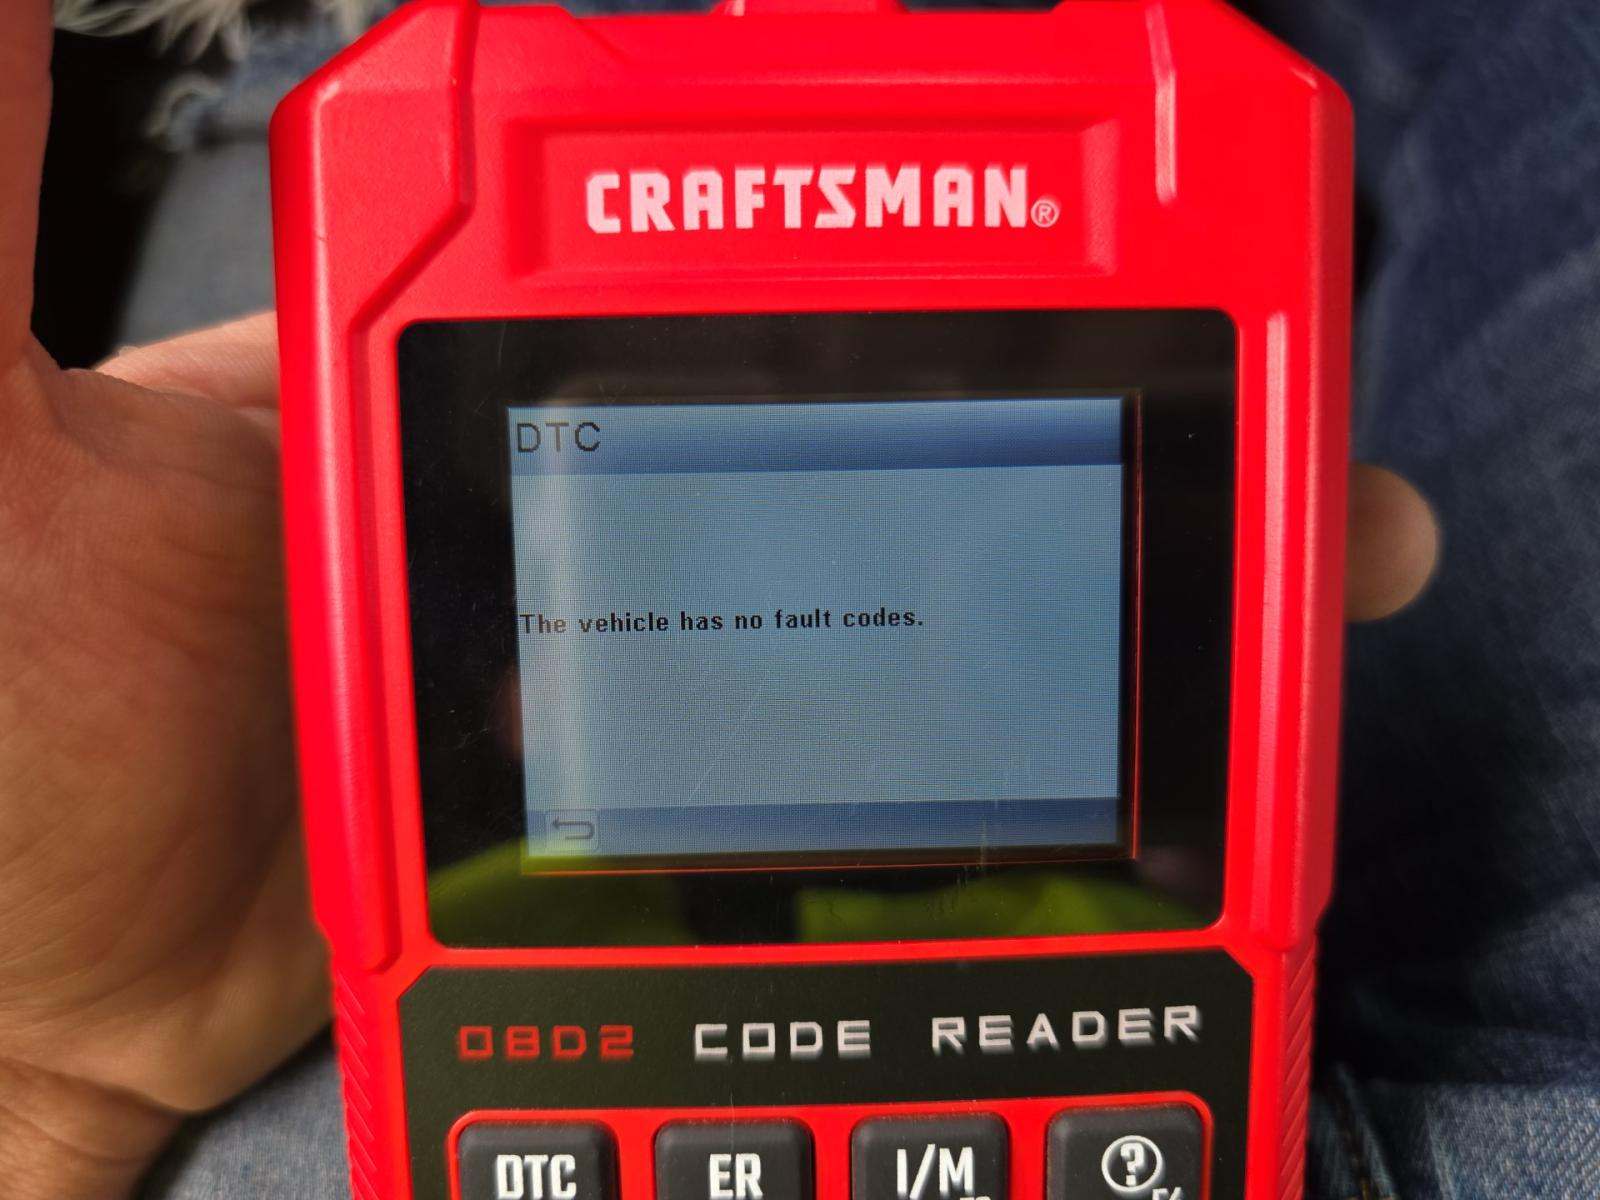 CRAFTSMAN®
DTC
The vehicle has no fault codes.
OBD2 CODE READER
DTC ER I/M ?